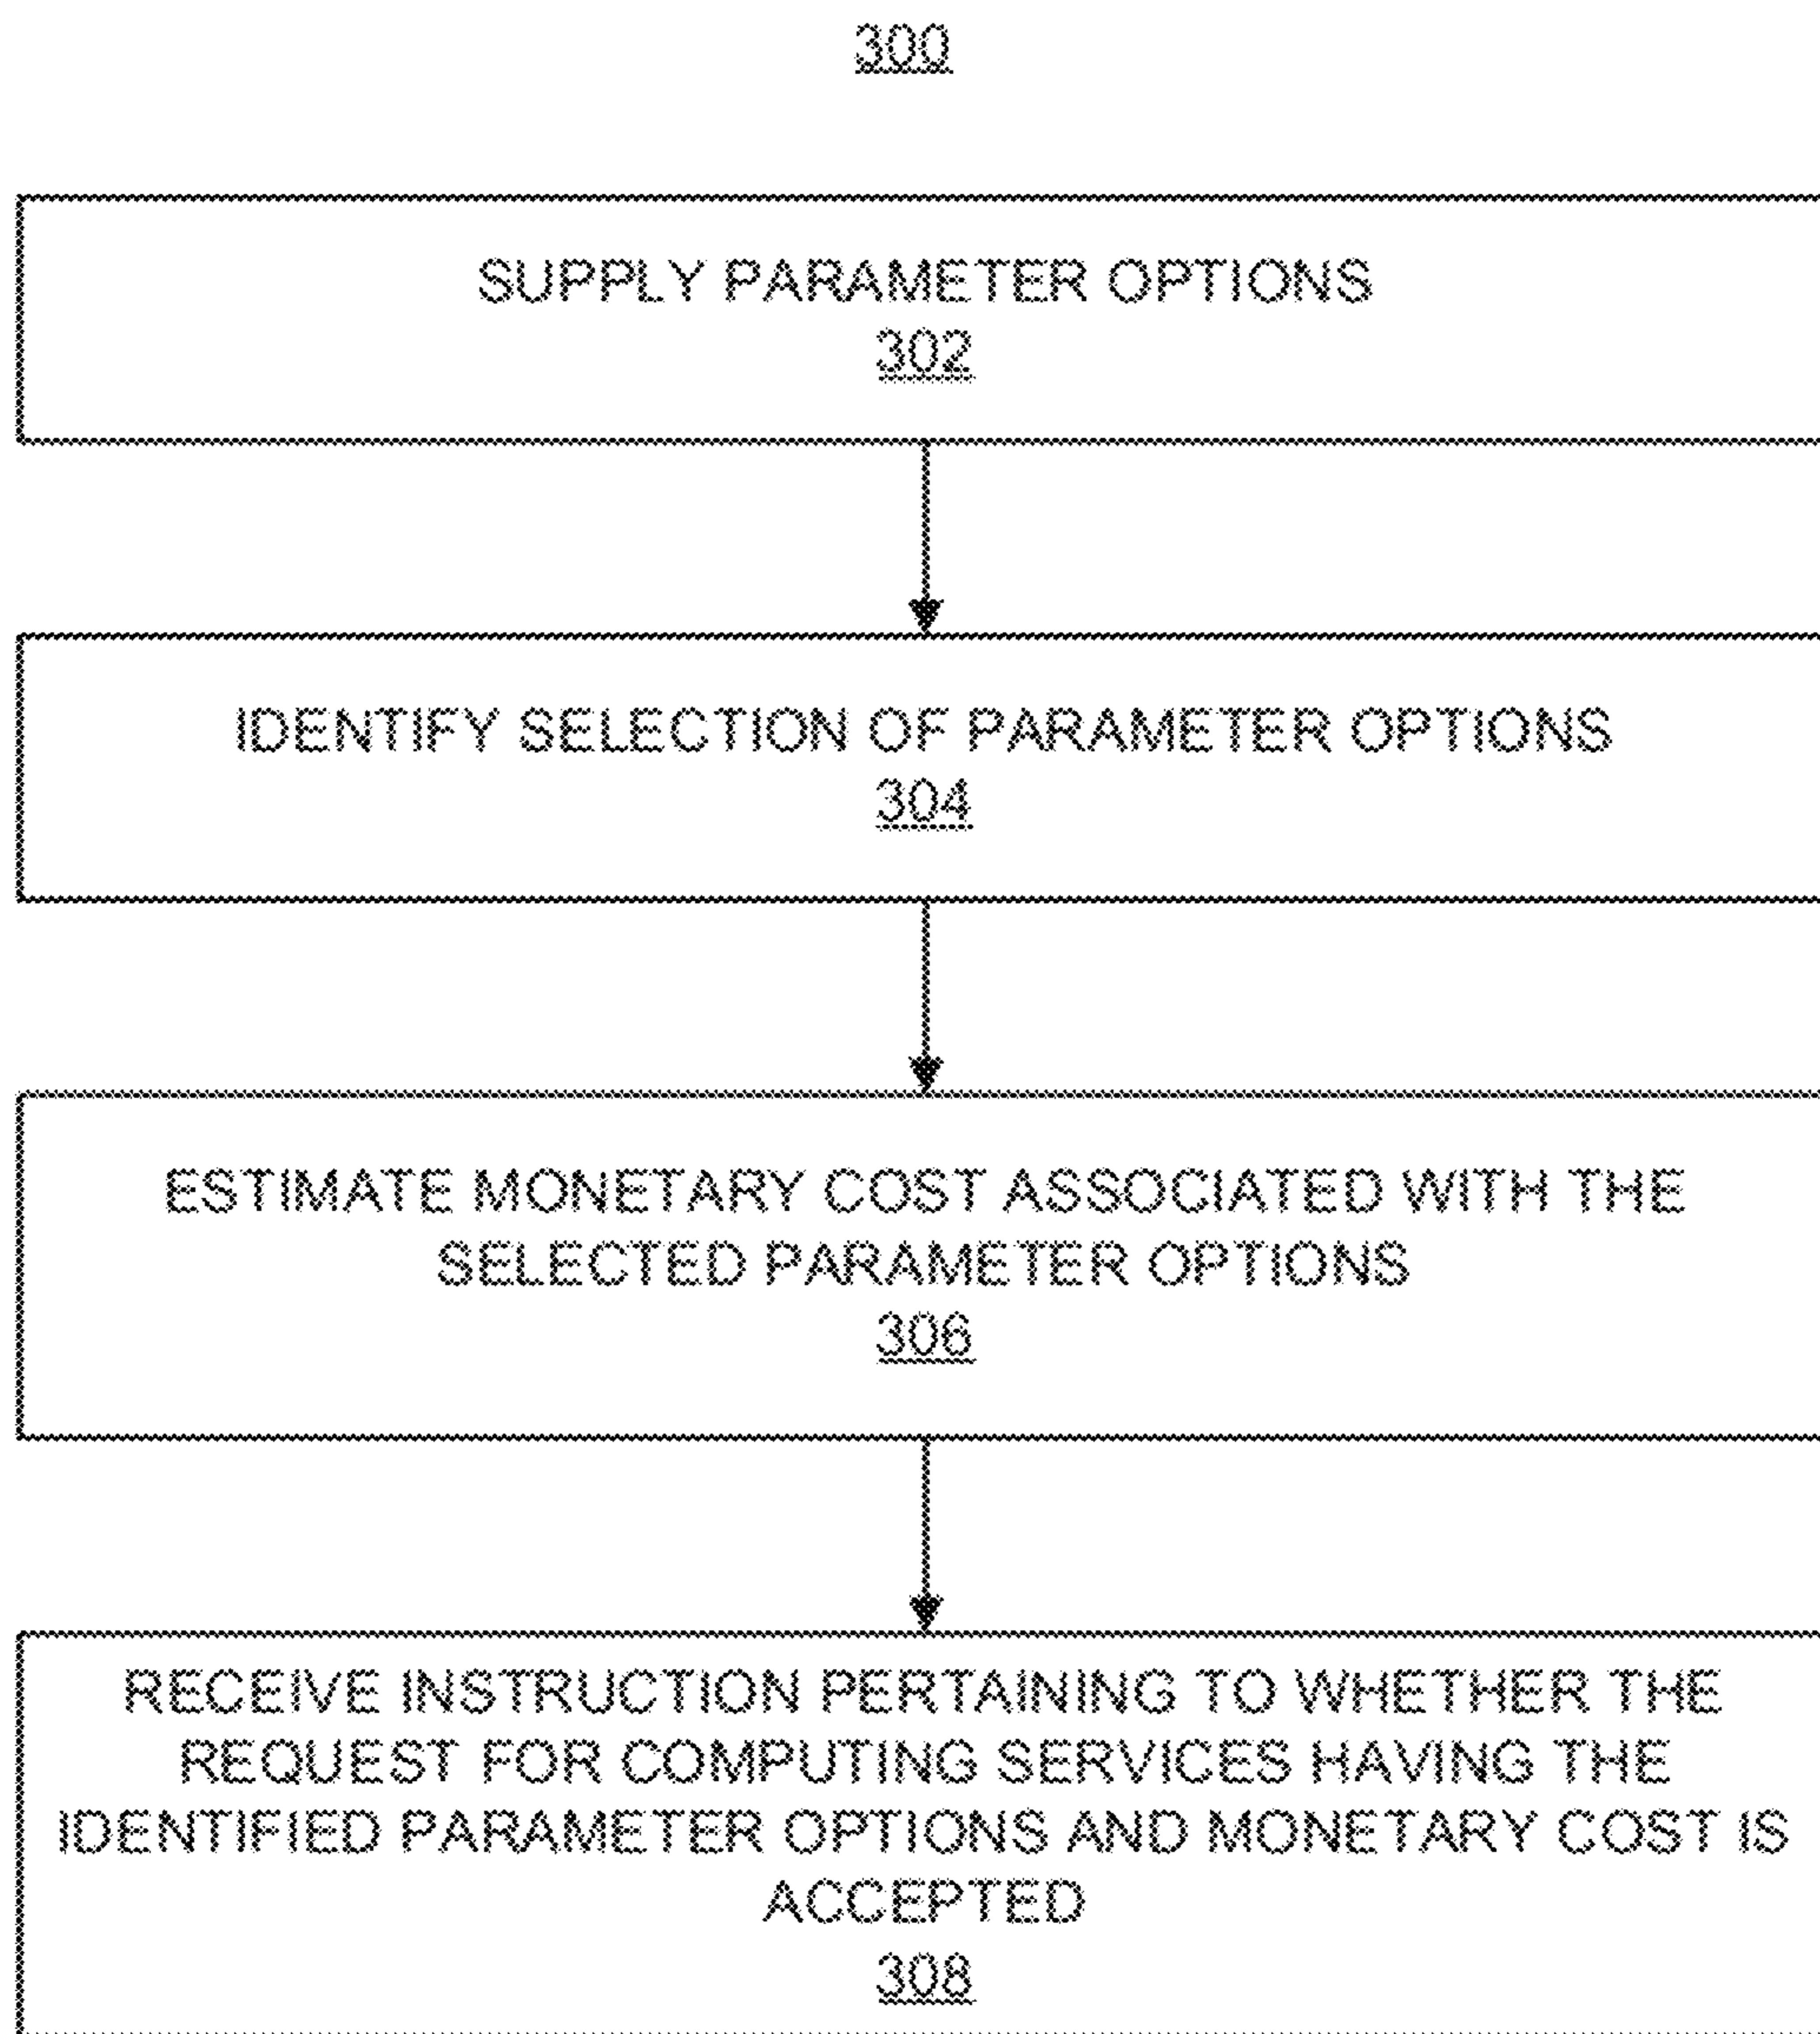 300
SUPPLY PARAMETER OPTIONS
302
IDENTIFY SELECTION OF PARAMETER OPTIONS
304
ESTIMATE MONETARY COST ASSOCIATED WITH THE
SELECTED PARAMETER OPTIONS
306
RECEIVE INSTRUCTION PERTAINING TO WHETHER THE
REQUEST FOR COMPUTING SERVICES HAVING THE
IDENTIFIED PARAMETER OPTIONS AND MONETARY COST IS
ACCEPTED
308